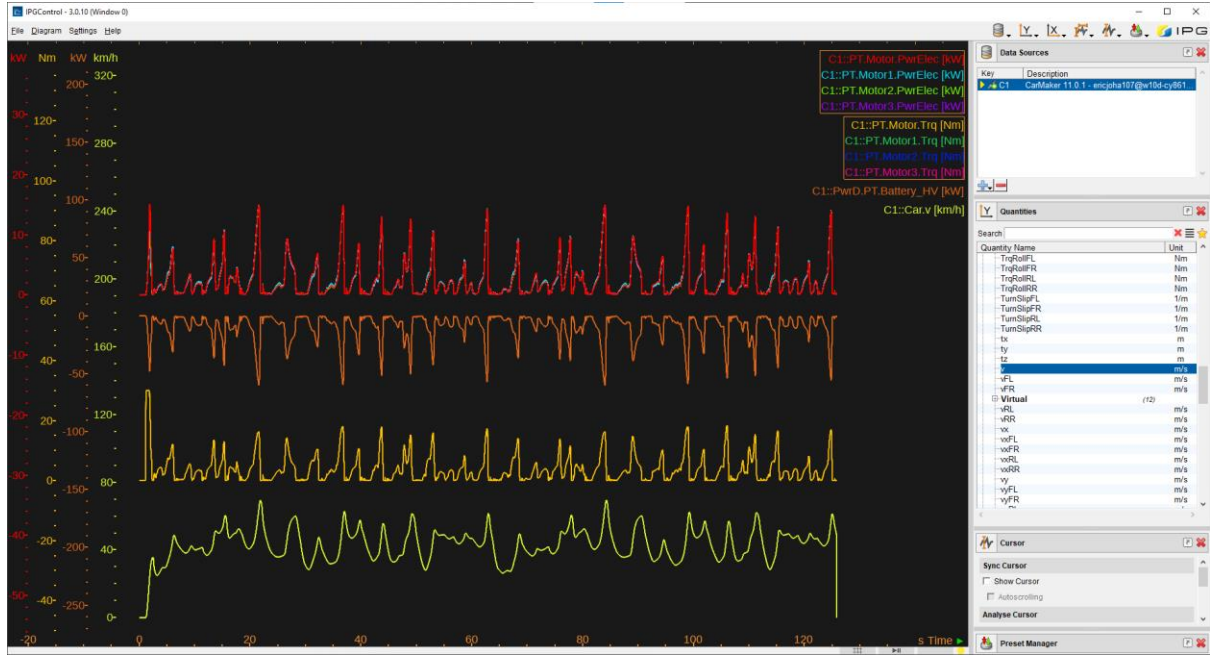 IPGControl - 3.0.10 (Window 0)
File Diagram Settings Help
IPG
kW Nm kW km/h
320-
200-
30- 120-
150- 280-
20- 100-
100- 240-
10- 80-
50- 200-
0- 60-
0- 160-
-10- 40-
-50-
-20- 20- -100- 120-
-30- 0- -150- 80-
-40- -20- -200- 40-
-50- -40- -250- 0-
-20 0 20 40 60 80 100 120 s Time
C1::PT.Motor.PwrElec [kW]
C1::PT.Motor1.PwrElec [kW]
C1::PT.Motor2.PwrElec [kW]
C1::PT.Motor3.PwrElec [kW]
C1::PT.Motor.Trq [Nm]
C1::PT.Motor1.Trq [Nm]
C1::PT.Motor2.Trq [Nm]
C1::PT.Motor3.Trq [Nm]
C1::PwrD.PT.Battery_HV [kW]
C1::Car.v [km/h]
Data Sources
Key Description
C1 CarMaker 11.0.1 - ericjoha107@w10d-cy861...
Quantities
Search
Quantity Name Unit
TrqRollFL Nm
TrqRollFR Nm
TrqRollRL Nm
TrqRollRR Nm
TurnSlipFL 1/m
TurnSlipFR 1/m
TurnSlipRL 1/m
TurnSlipRR 1/m
tx m
ty m
tz m
v m/s
vFL m/s
vFR m/s
Virtual (12)
vRL m/s
vRR m/s
vx m/s
vxFL m/s
vxFR m/s
vxRL m/s
vxRR m/s
vy m/s
vyFL m/s
vyFR m/s
Cursor
Sync Cursor
Show Cursor
Autoscrolling
Analyse Cursor
Preset Manager